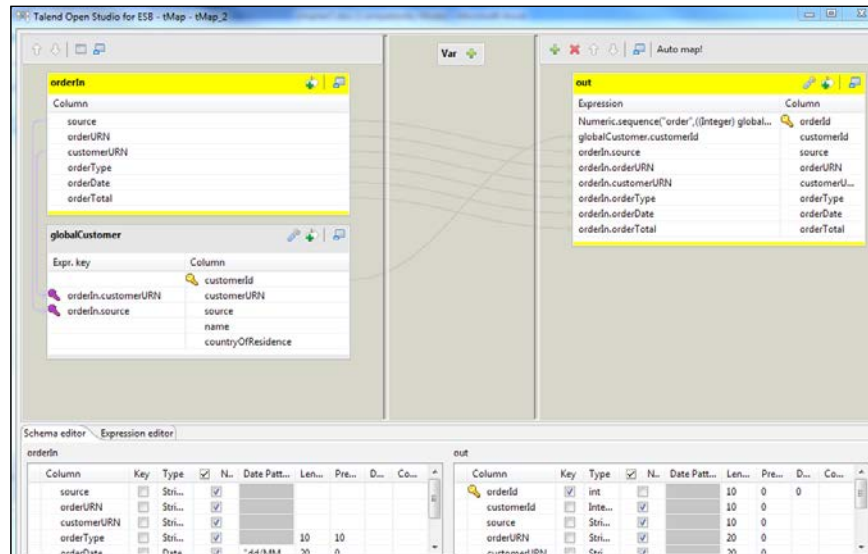 Talend Open Studio for ESB - tMap - tMap_2
Var
Auto map!
orderIn
Column
source
orderURN
customerURN
orderType
orderDate
orderTotal
globalCustomer
Expr. key Column
customerId
orderIn.customerURN customerURN
orderIn.source source
name
countryOfResidence
out
Expression Column
Numeric.sequence("order",((Integer) global... orderId
globalCustomer.customerId customerId
orderIn.source source
orderIn.orderURN orderURN
orderIn.customerURN customerU...
orderIn.orderType orderType
orderIn.orderDate orderDate
orderIn.orderTotal orderTotal
Schema editor Expression editor
orderIn
Column Key Type N.. Date Patt... Len... Pre... D... Co...
source Stri...
orderURN Stri...
customerURN Stri...
orderType Stri... 10 10
orderDate Date "dd/MM 20 0
out
Column Key Type N.. Date Patt... Len... Pre... D... Co...
orderId int 10 0 0
customerId Inte... 10 0
source Stri... 10 0
orderURN Stri... 20 0
customerURN Stri 20 0